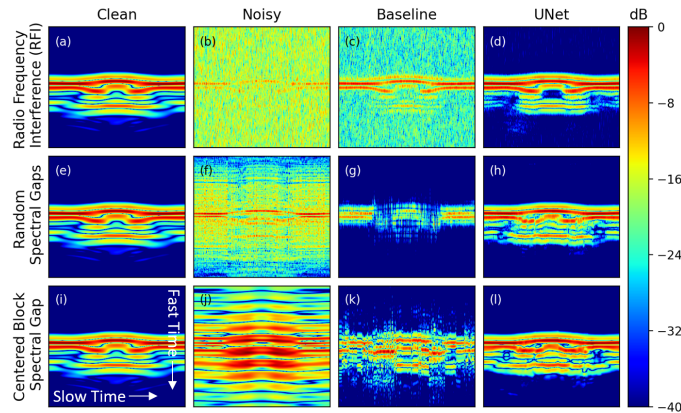 Clean Noisy Baseline UNet dB
Radio Frequency
Interference (RFI)
(a) (b) (c) (d)
Random
Spectral Gaps
(e) (f) (g) (h)
Centered Block
Spectral Gap
(i) (j) (k) (l)
Fast Time
Slow Time
0
−8
−16
−24
−32
−40